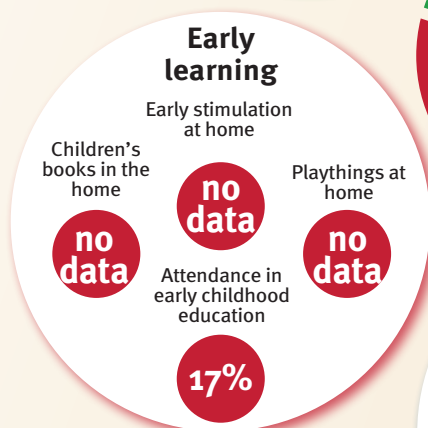 Early
learning
Early stimulation
at home
no
data
Children’s
books in the
home
no
data
Playthings at
home
no
data
Attendance in
early childhood
education
17%